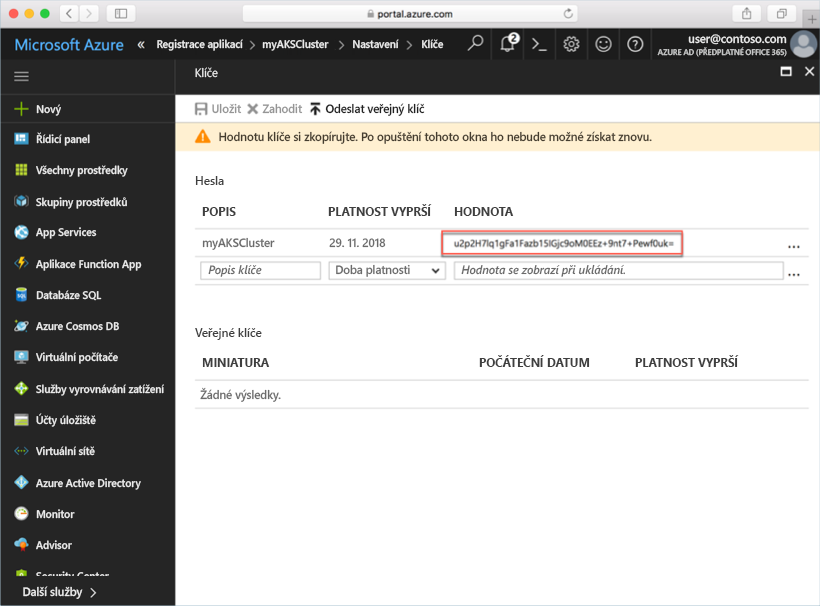 portal.azure.com
Microsoft Azure « Registrace aplikací > myAKSCluster > Nastavení > Klíče 2 user@contoso.com
AZURE AD (PŘEDPLATNÉ OFFICE 365)
Klíče
Uložit Zahodit Odeslat veřejný klíč
Hodnotu klíče si zkopírujte. Po opuštění tohoto okna ho nebude možné získat znovu.
Hesla
POPIS PLATNOST VYPRŠÍ HODNOTA
myAKSCluster 29. 11. 2018 u2p2H7lq1gFa1Fazb15IGjc9oM0EEz+9nt7+Pewf0uk= ...
Popis klíče Doba platnosti Hodnota se zobrazí při ukládání. ...
Veřejné klíče
MINIATURA POČÁTEČNÍ DATUM PLATNOST VYPRŠÍ
Žádné výsledky.
Nový
Řídicí panel
Všechny prostředky
Skupiny prostředků
App Services
Aplikace Function App
Databáze SQL
Azure Cosmos DB
Virtuální počítače
Služby vyrovnávání zatížení
Účty úložiště
Virtuální sítě
Azure Active Directory
Monitor
Advisor
Security Center
Další služby >